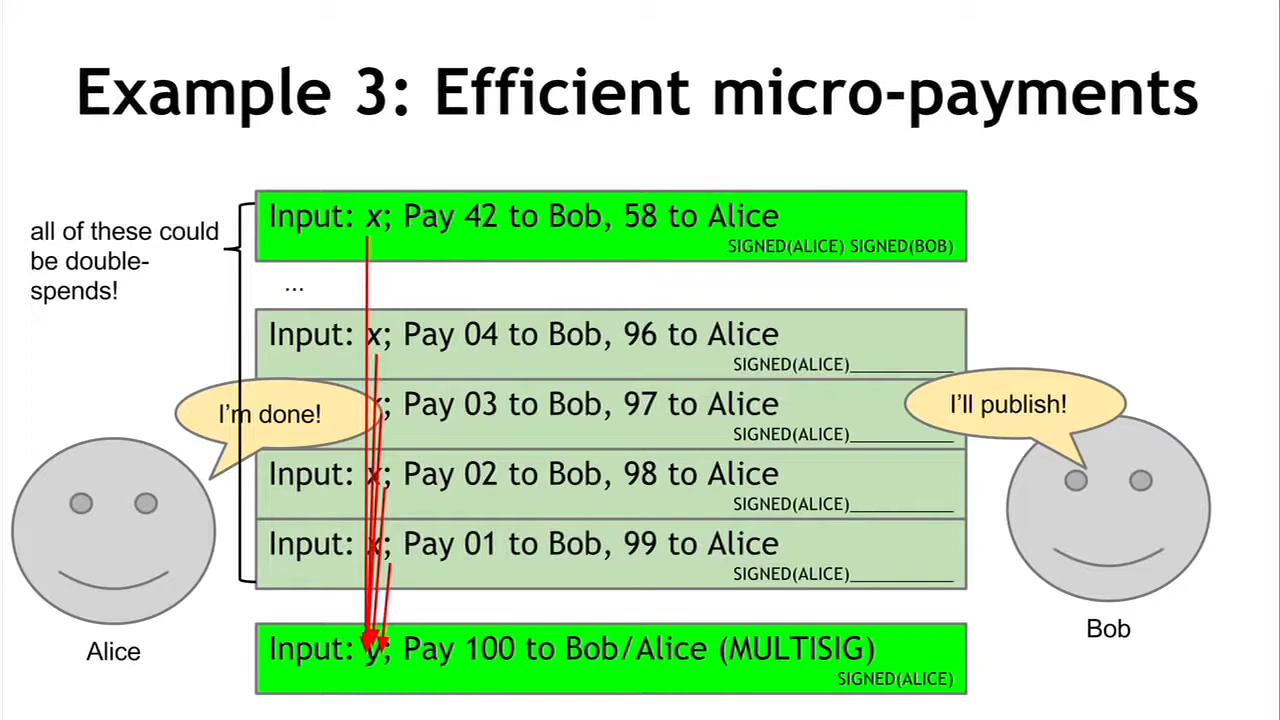 Example 3: Efficient micro-payments
all of these could
be double-
spends!
Input: x; Pay 42 to Bob, 58 to Alice
SIGNED(ALICE) SIGNED(BOB)
...
Input: x; Pay 04 to Bob, 96 to Alice
SIGNED(ALICE)___________
x; Pay 03 to Bob, 97 to Alice
SIGNED(ALICE)___________
Input: x; Pay 02 to Bob, 98 to Alice
SIGNED(ALICE)___________
Input: x; Pay 01 to Bob, 99 to Alice
SIGNED(ALICE)___________
Input: y; Pay 100 to Bob/Alice (MULTISIG)
SIGNED(ALICE)
I'm done!
I'll publish!
Alice
Bob